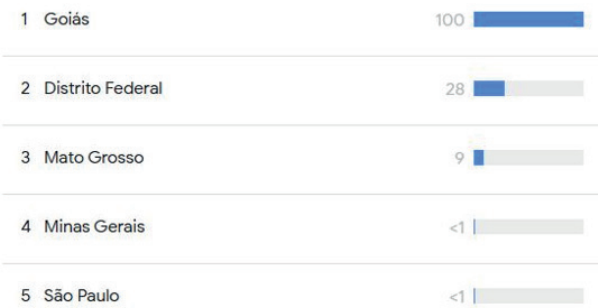 1 Goiás 100
2 Distrito Federal 28
3 Mato Grosso 9
4 Minas Gerais <1
5 São Paulo <1